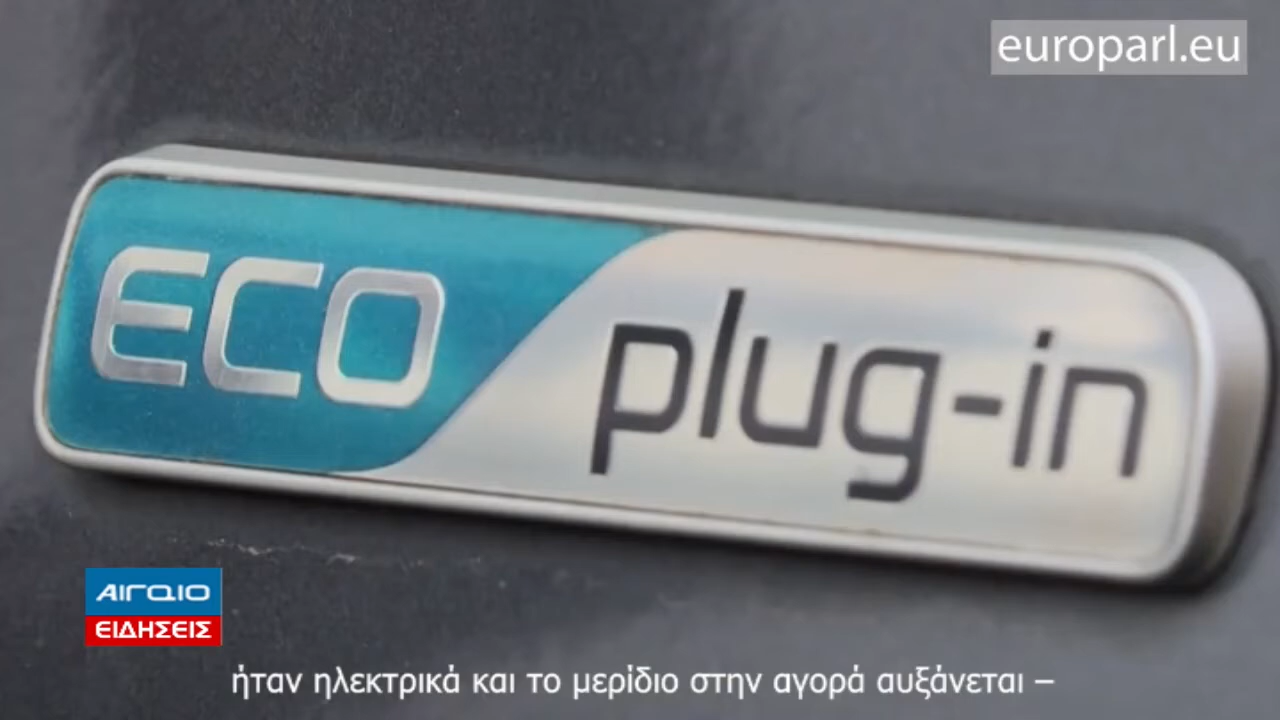 europarl.eu
ECO plug-in
ΑΙΓΑΙΟ
ΕΙΔΗΣΕΙΣ
ήταν ηλεκτρικά και το μερίδιο στην αγορά αυξάνεται –